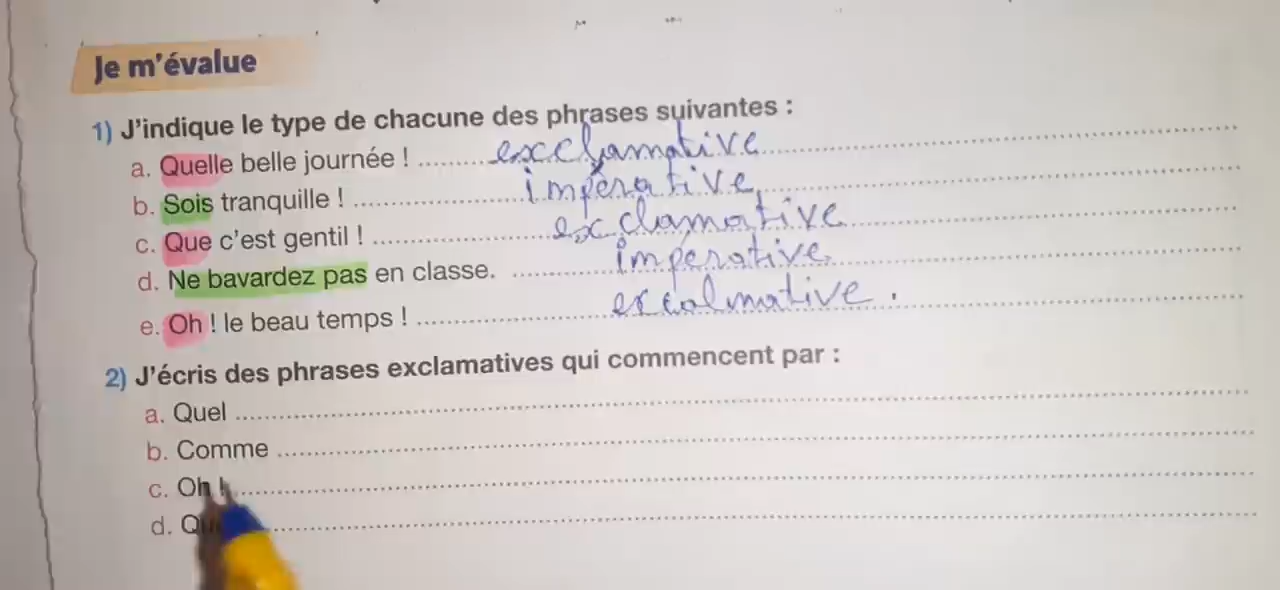 Je m'évalue
1) J'indique le type de chacune des phrases suivantes :
a. Quelle belle journée ! exclamative
b. Sois tranquille ! impérative
c. Que c'est gentil ! exclamative
d. Ne bavardez pas en classe. impérative
e. Oh ! le beau temps ! excalmative.
2) J'écris des phrases exclamatives qui commencent par :
a. Quel
b. Comme
c. Oh !
d.